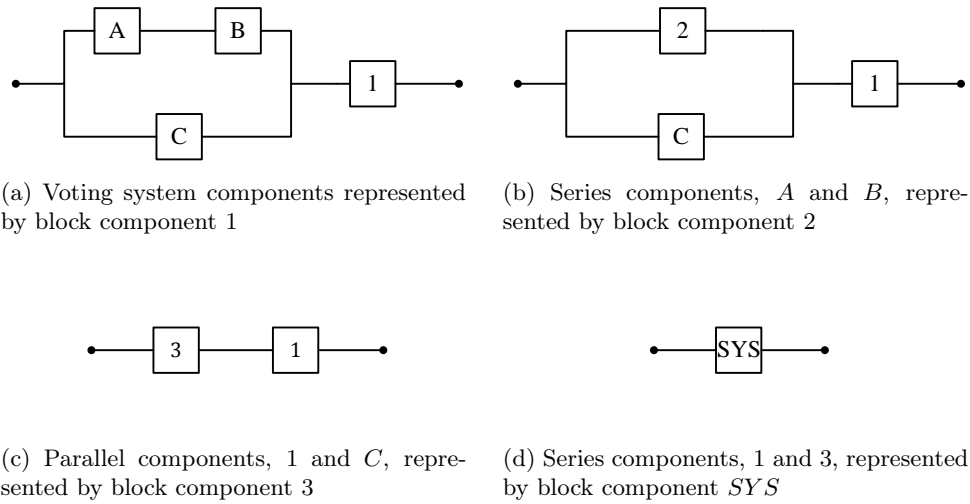 A
B
1
C
2
1
C
(a) Voting system components represented
by block component 1
(b) Series components, A and B, repre-
sented by block component 2
3
1
SYS
(c) Parallel components, 1 and C, repre-
sented by block component 3
(d) Series components, 1 and 3, represented
by block component SYS